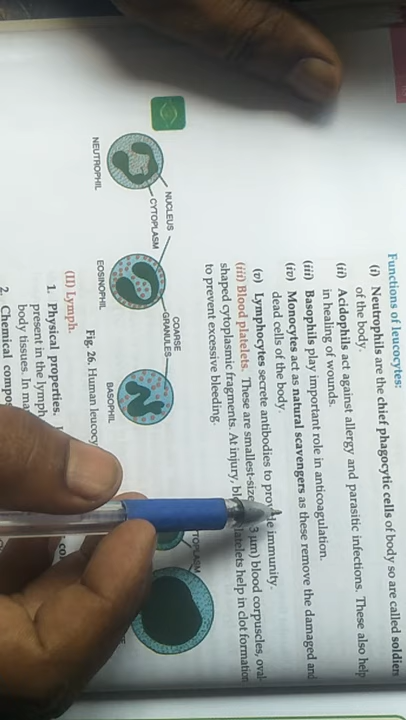 Functions of leucocytes:
(i) Neutrophils are the chief phagocytic cells of body so are called soldiers
of the body.
(ii) Acidophils act against allergy and parasitic infections. These also help
in healing of wounds.
(iii) Basophils play important role in anticoagulation.
(iv) Monocytes act as natural scavengers as these remove the damaged and
dead cells of the body.
(v) Lymphocytes secrete antibodies to immunity.
(iii) Blood platelets. These are smallest-size 3 μm) blood corpuscles, oval
shaped cytoplasmic fragments. At injury, help in clot formation
to prevent excessive bleeding.
NUCLEUS
CYTOPLASM
COARSE
GRANULES
NEUTROPHIL
EOSINOPHIL
BASOPHIL
Fig. 26. Human
(II) Lymph.
1. Physical properties.
present in the lymph
body tissues. In
2. Chemical